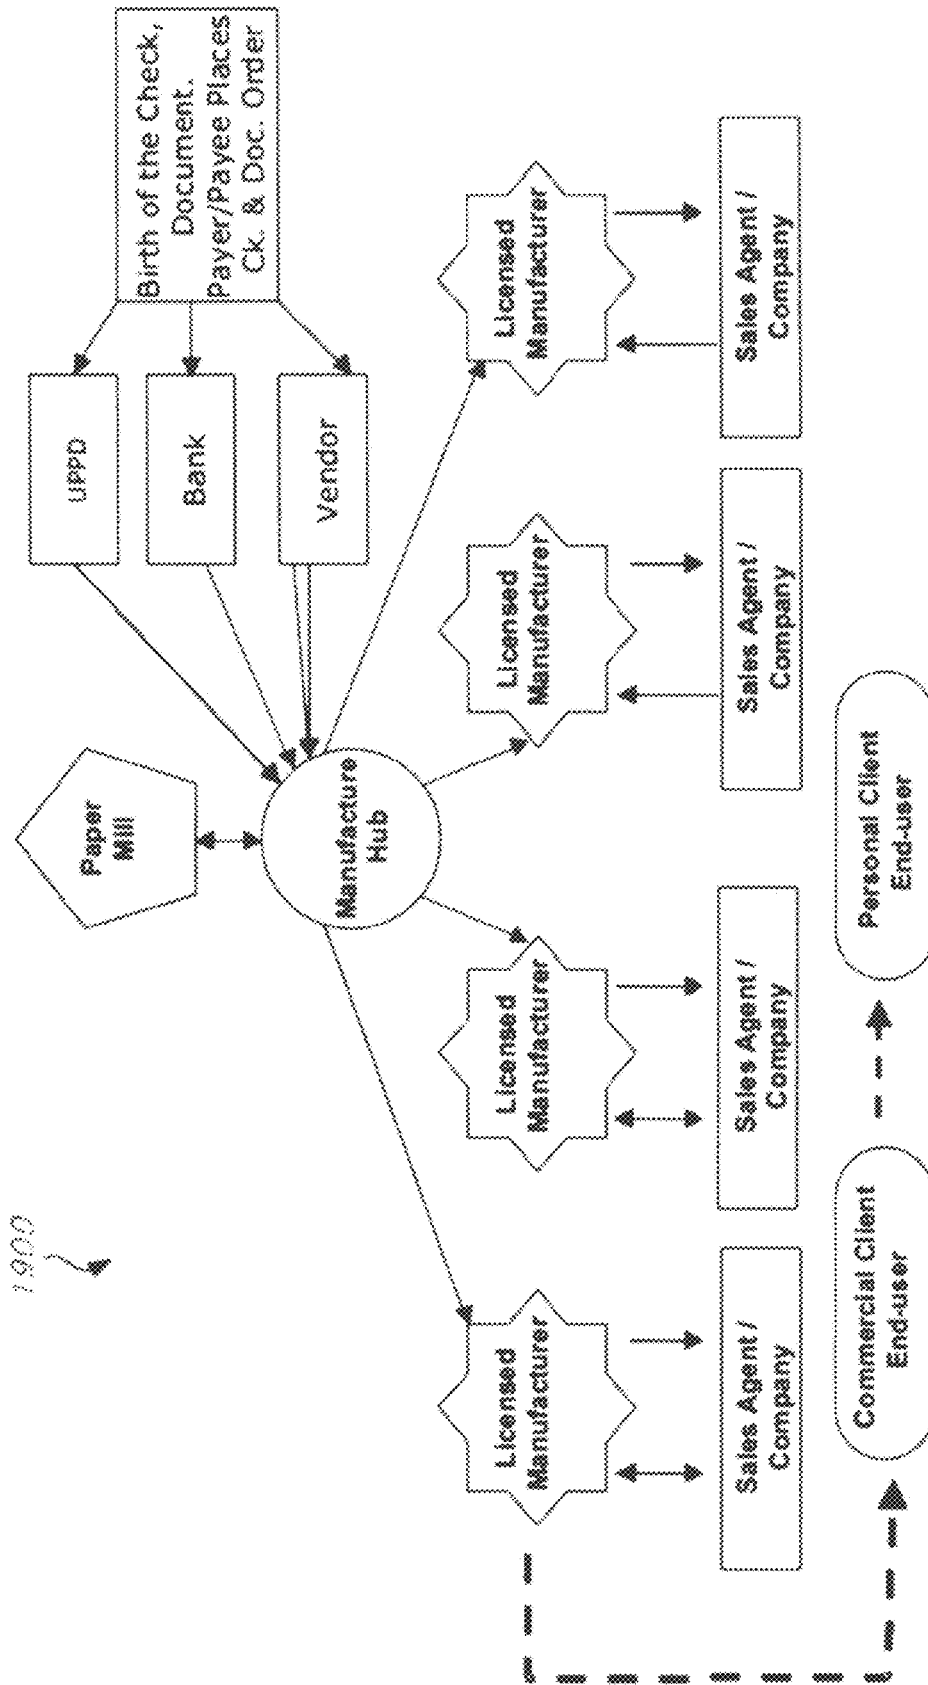 1900
Birth of the Check,
Document.
Payer/Payee Places
Ck. & Doc. Order
UPPD
Bank
Vendor
Paper
Mill
Manufacture
Hub
Licensed
Manufacturer
Licensed
Manufacturer
Licensed
Manufacturer
Licensed
Manufacturer
Sales Agent /
Company
Sales Agent /
Company
Sales Agent /
Company
Sales Agent /
Company
Commercial Client
End-user
Personal Client
End-user